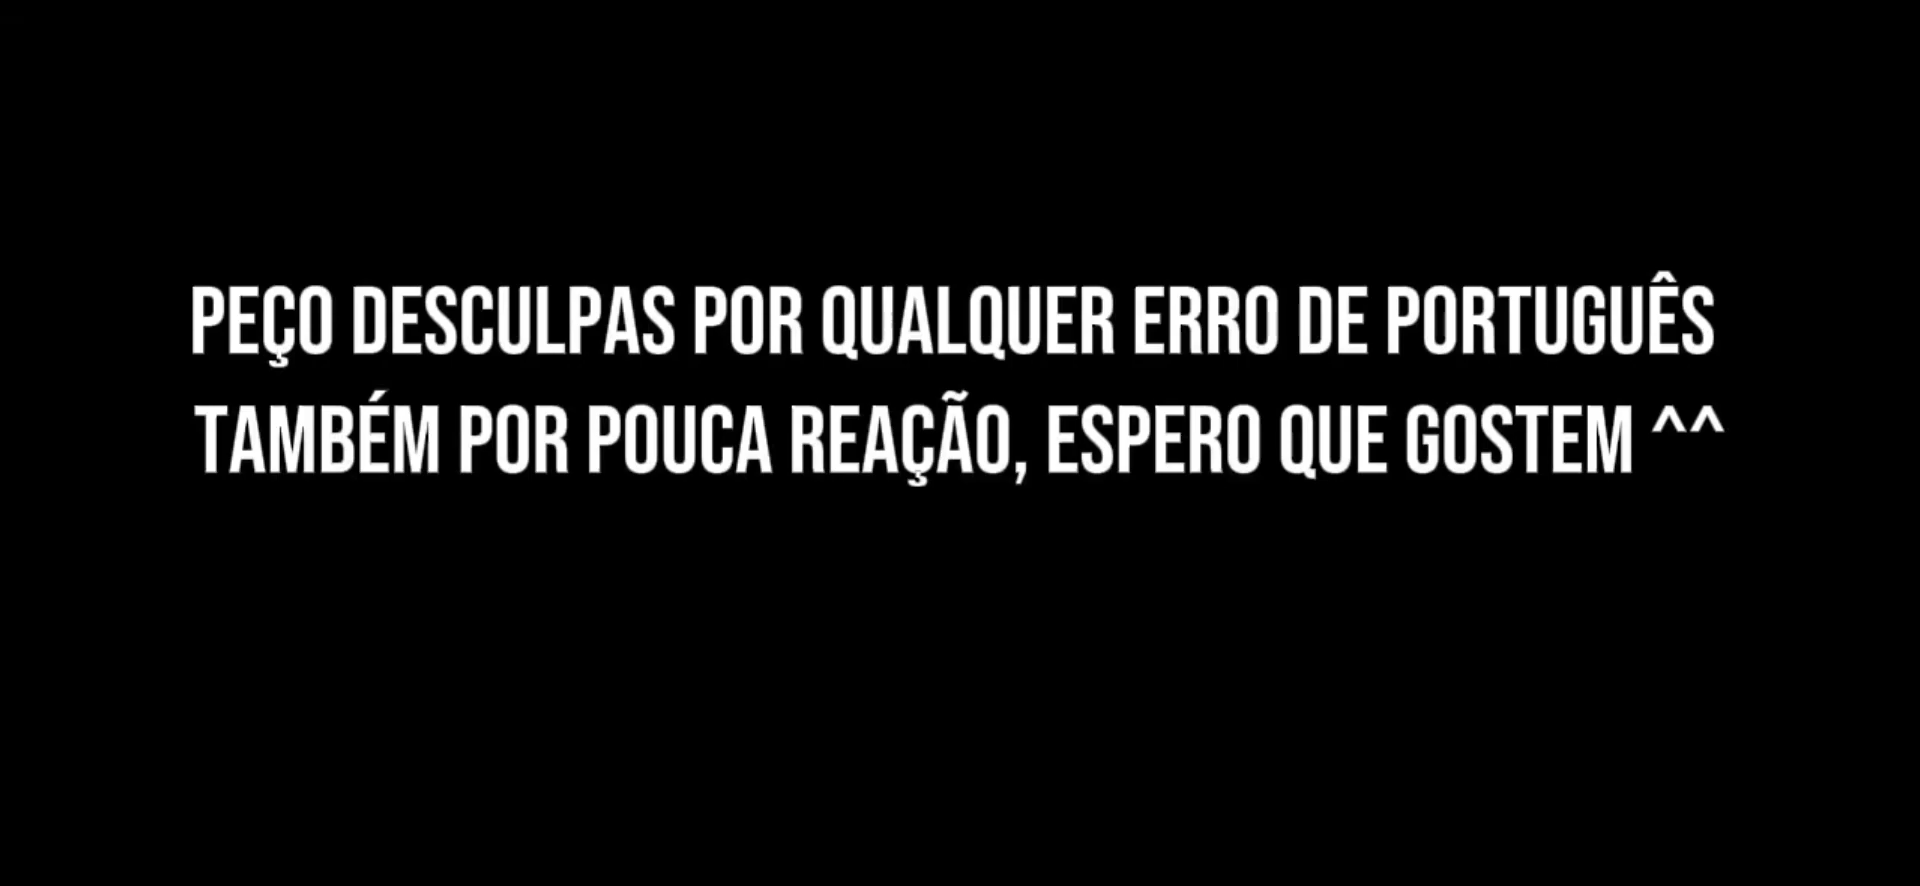 PEÇO DESCULPAS POR QUALQUER ERRO DE PORTUGUÊS
TAMBÉM POR POUCA REAÇÃO, ESPERO QUE GOSTEM ^^